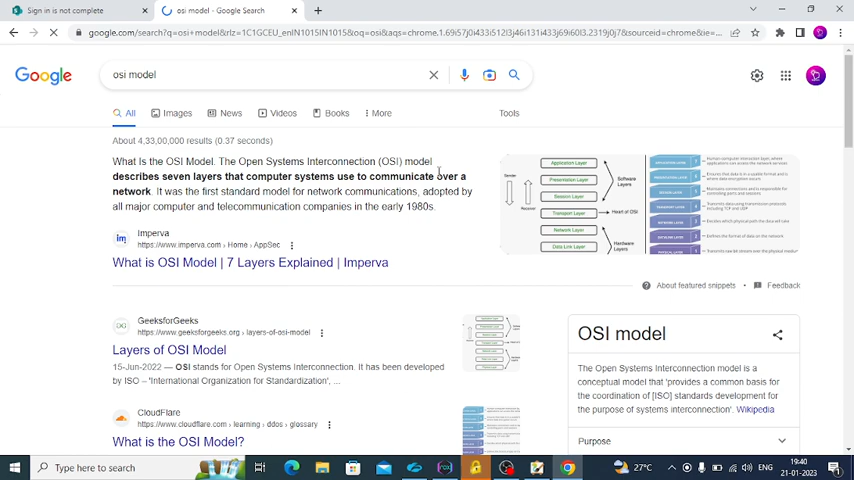 Sign in is not complete
osi model - Google Search
google.com/search?q=osi+model&rlz=1C1GCEU_enIN1015IN1015&oq=osi&aqs=chrome.1.69i57j0i433i512l3j46i131i433j69i60l3.2319j0j7&sourceid=chrome&ie=...
Google
osi model
All
Images
News
Videos
Books
More
Tools
About 4,33,00,000 results (0.37 seconds)
What Is the OSI Model. The Open Systems Interconnection (OSI) model
describes seven layers that computer systems use to communicate over a
network. It was the first standard model for network communications, adopted by
all major computer and telecommunication companies in the early 1980s.
Sender
Receiver
Application Layer
Presentation Layer
Session Layer
Transport Layer
Network Layer
Data Link Layer
Software
Layers
Heart of OSI
Hardware
Layers
im
Imperva
https://www.imperva.com › Home › AppSec
What is OSI Model | 7 Layers Explained | Imperva
About featured snippets
Feedback
GeeksforGeeks
https://www.geeksforgeeks.org › layers-of-osi-model
Layers of OSI Model
15-Jun-2022 — OSI stands for Open Systems Interconnection. It has been developed
by ISO – 'International Organization for Standardization', ...
CloudFlare
https://www.cloudflare.com › learning › ddos › glossary
What is the OSI Model?
OSI model
The Open Systems Interconnection model is a
conceptual model that 'provides a common basis for
the coordination of [ISO] standards development for
the purpose of systems interconnection'. Wikipedia
Purpose
Type here to search
27°C
ENG
19:40
21-01-2023